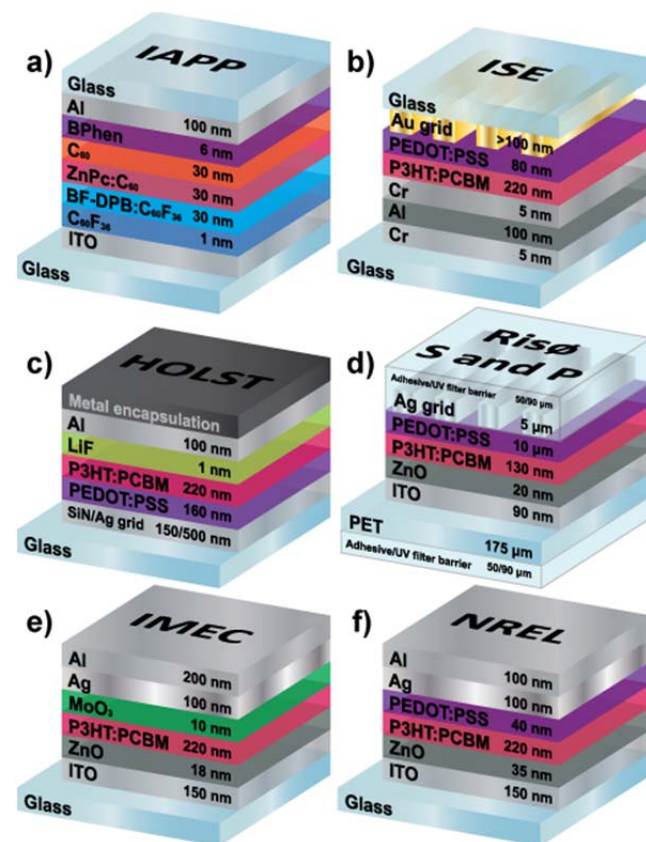 a)
IAPP
Glass
Al 100 nm
BPhen 6 nm
C₆₀ 30 nm
ZnPc:C₆₀ 30 nm
BF-DPB:C₆₀F₃₆ 30 nm
C₆₀F₃₆ 1 nm
ITO
Glass
b)
ISE
Glass
Au grid >100 nm
PEDOT:PSS 80 nm
P3HT:PCBM 220 nm
Cr 5 nm
Al 100 nm
Cr 5 nm
Glass
c)
HOLST
Metal encapsulation
Al 100 nm
LiF 1 nm
P3HT:PCBM 220 nm
PEDOT:PSS 160 nm
SiN/Ag grid 150/500 nm
Glass
d)
Risø
S and P
Adhesive/UV filter barrier 50/90 µm
Ag grid 5 µm
PEDOT:PSS 10 µm
P3HT:PCBM 130 nm
ZnO 20 nm
ITO 90 nm
PET 175 µm
Adhesive/UV filter barrier 50/90 µm
e)
IMEC
Al 200 nm
Ag 100 nm
MoO₃ 10 nm
P3HT:PCBM 220 nm
ZnO 18 nm
ITO 150 nm
Glass
f)
NREL
Al 100 nm
Ag 100 nm
PEDOT:PSS 40 nm
P3HT:PCBM 220 nm
ZnO 35 nm
ITO 150 nm
Glass